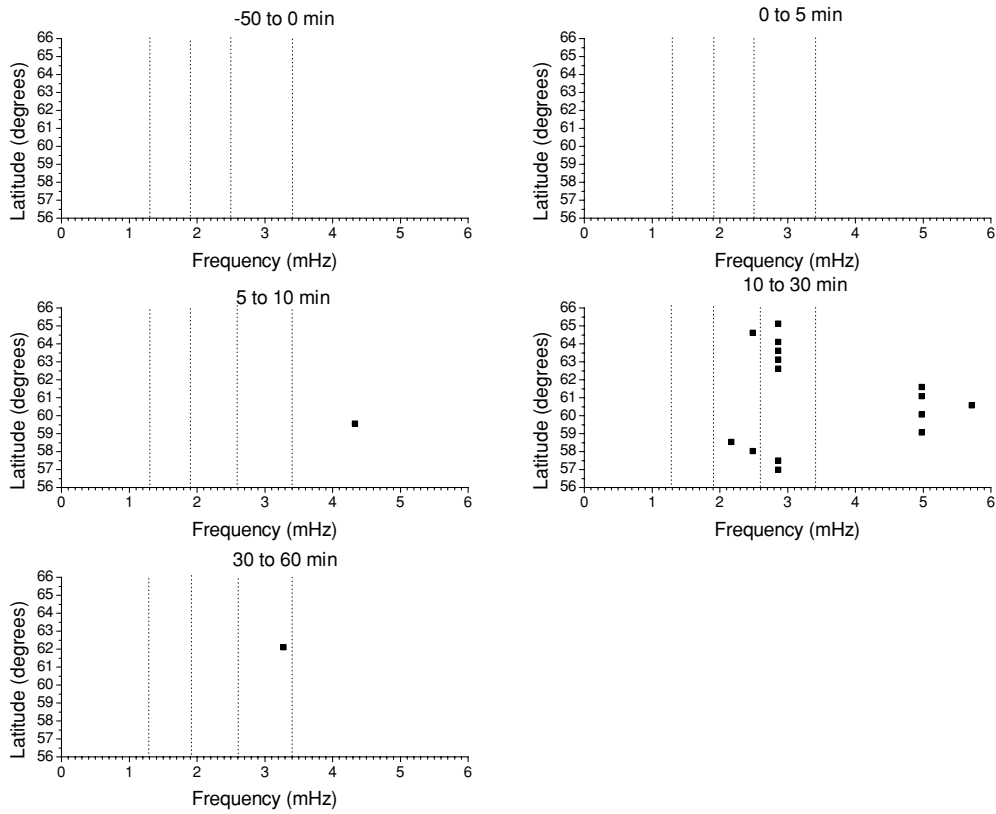 -50 to 0 min
66
65
64
63
62
61
60
59
58
57
56
Latitude (degrees)
0 1 2 3 4 5 6
Frequency (mHz)
0 to 5 min
66
65
64
63
62
61
60
59
58
57
56
Latitude (degrees)
0 1 2 3 4 5 6
Frequency (mHz)
5 to 10 min
66
65
64
63
62
61
60
59
58
57
56
Latitude (degrees)
0 1 2 3 4 5 6
Frequency (mHz)
10 to 30 min
66
65
64
63
62
61
60
59
58
57
56
Latitude (degrees)
0 1 2 3 4 5 6
Frequency (mHz)
30 to 60 min
66
65
64
63
62
61
60
59
58
57
56
Latitude (degrees)
0 1 2 3 4 5 6
Frequency (mHz)